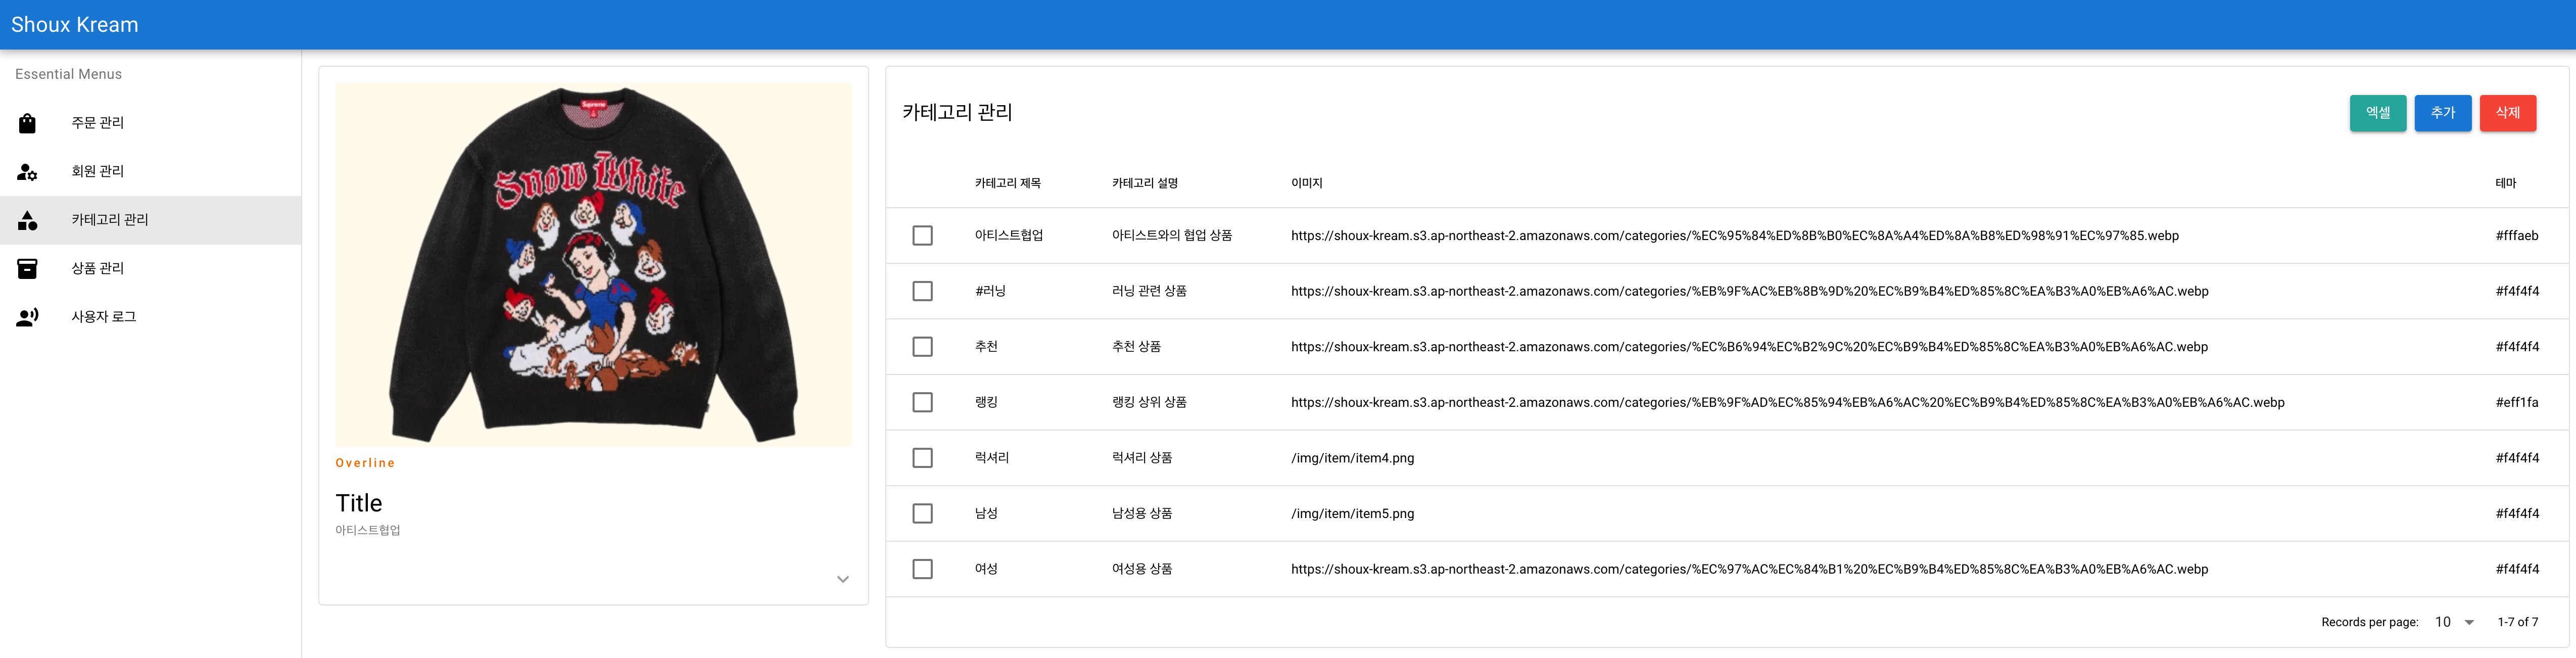 Shoux Kream
Essential Menus
주문 관리
회원 관리
카테고리 관리
상품 관리
사용자 로그
Supreme
Snow White
Overline
Title
아티스트협업
카테고리 관리
엑셀 추가 삭제
카테고리 제목 카테고리 설명 이미지 테마
아티스트협업 아티스트와의 협업 상품 https://shoux-kream.s3.ap-northeast-2.amazonaws.com/categories/%EC%95%84%ED%8B%B0%EC%8A%A4%ED%8A%B8%ED%98%91%EC%97%85.webp #fffaeb
#러닝 러닝 관련 상품 https://shoux-kream.s3.ap-northeast-2.amazonaws.com/categories/%EB%9F%AC%EB%8B%9D%20%EC%B9%B4%ED%85%8C%EA%B3%A0%EB%A6%AC.webp #f4f4f4
추천 추천 상품 https://shoux-kream.s3.ap-northeast-2.amazonaws.com/categories/%EC%B6%94%EC%B2%9C%20%EC%B9%B4%ED%85%8C%EA%B3%A0%EB%A6%AC.webp #f4f4f4
랭킹 랭킹 상위 상품 https://shoux-kream.s3.ap-northeast-2.amazonaws.com/categories/%EB%9F%AD%EC%85%94%EB%A6%AC%20%EC%B9%B4%ED%85%8C%EA%B3%A0%EB%A6%AC.webp #eff1fa
럭셔리 럭셔리 상품 /img/item/item4.png #f4f4f4
남성 남성용 상품 /img/item/item5.png #f4f4f4
여성 여성용 상품 https://shoux-kream.s3.ap-northeast-2.amazonaws.com/categories/%EC%97%AC%EC%84%B1%20%EC%B9%B4%ED%85%8C%EA%B3%A0%EB%A6%AC.webp #f4f4f4
Records per page: 10 1-7 of 7